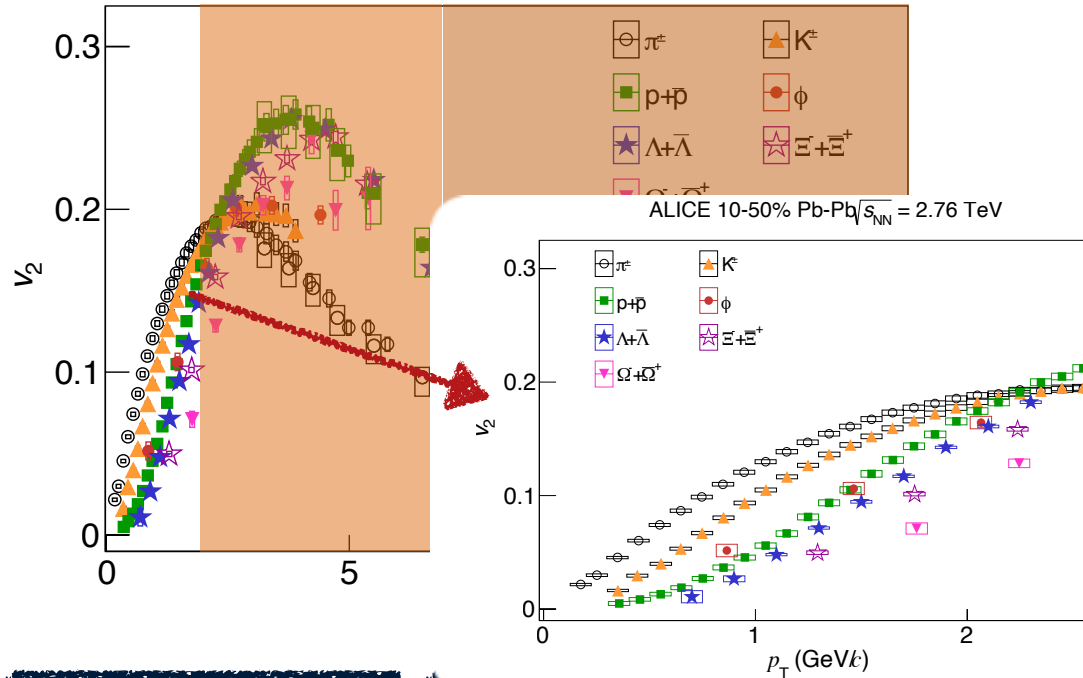 0.3
π± K±
p+p̅ φ
Λ+Λ̅ Ξ⁻+Ξ̅⁺
Ω⁻+Ω̅⁺
0.2
0.1
0
v₂
0 5
ALICE 10-50% Pb-Pb √sNN = 2.76 TeV
0.3
π± K±
p+p̅ φ
Λ+Λ̅ Ξ⁻+Ξ̅⁺
Ω⁻+Ω̅⁺
0.2
0.1
0
v₂
0 1 2
pT (GeV/c)